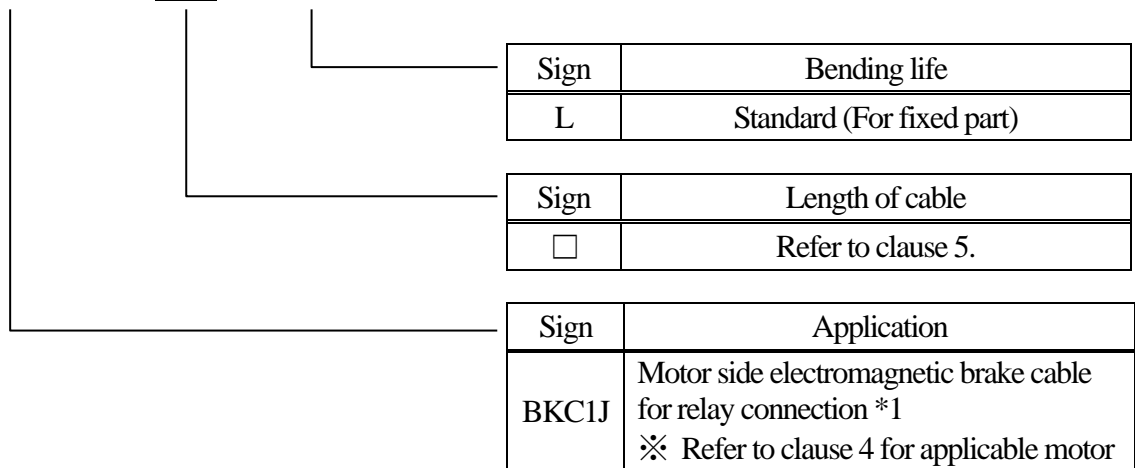 Sign Bending life
L Standard (For fixed part)
Sign Length of cable
□ Refer to clause 5.
Sign Application
BKC1J Motor side electromagnetic brake cable
for relay connection *1
※ Refer to clause 4 for applicable motor